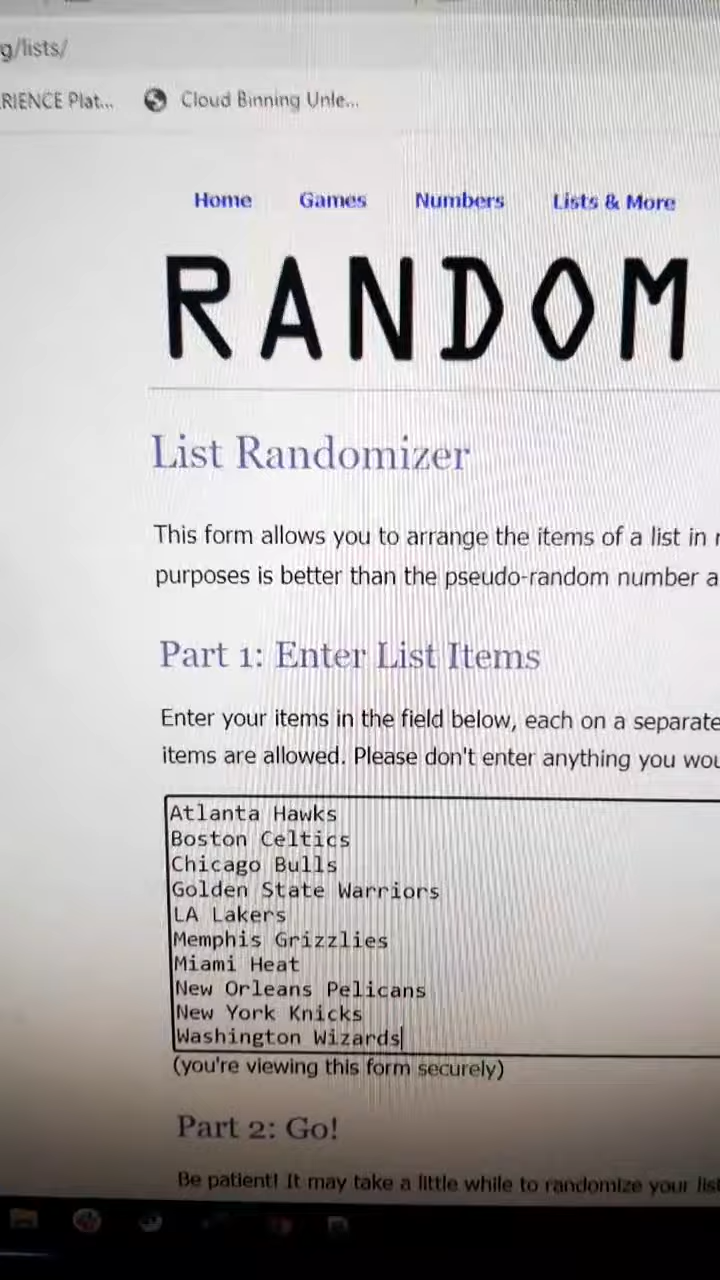 g/lists/
RIENCE Plat... Cloud Binning Unle...
Home Games Numbers Lists & More
RANDOM
List Randomizer
This form allows you to arrange the items of a list in
purposes is better than the pseudo-random number a
Part 1: Enter List Items
Enter your items in the field below, each on a separate
items are allowed. Please don't enter anything you wou
Atlanta Hawks
Boston Celtics
Chicago Bulls
Golden State Warriors
LA Lakers
Memphis Grizzlies
Miami Heat
New Orleans Pelicans
New York Knicks
Washington Wizards
(you're viewing this form securely)
Part 2: Go!
Be patient! It may take a little while to randomize your list